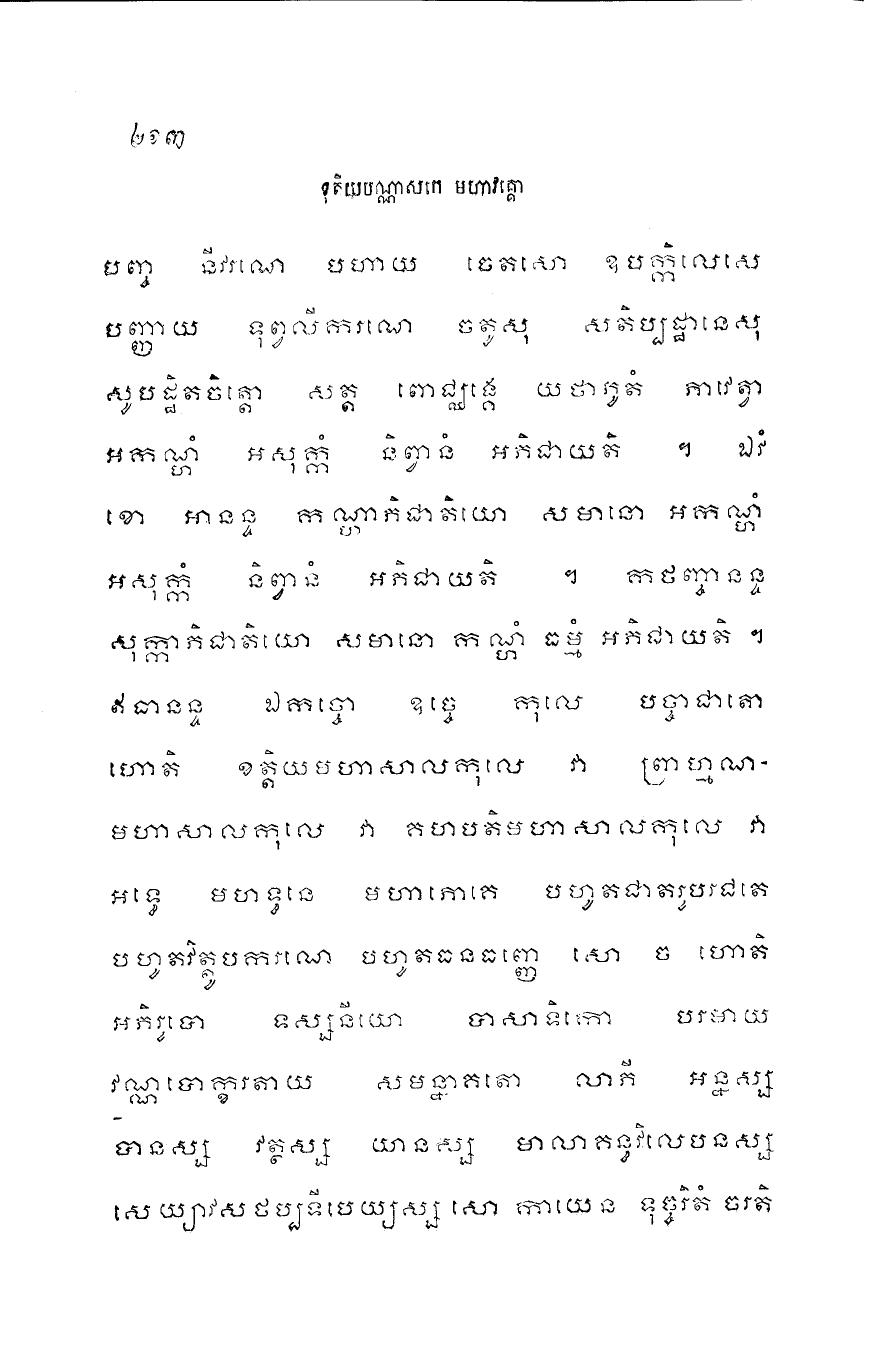 ២១៣
ទុតិយបណ្ណាសកេ មហាវគ្គោ
បញ្ច នីវរណេ បហាយ ចេតសោ ឧបក្កិលេសេ
បញ្ញាយ ទុព្វលីករណេ ចតូសុ សតិប្បដ្ឋានេសុ
សូបដ្ឋិតចិត្តោ សត្ត ពោជ្ឈង្គេ យថាភូតំ ភាវេត្វា
អកណ្ហំ អសុក្កំ និព្វានំ អភិជាយតិ ។ ឯវំ
ខោ អានន្ទ កណ្ហាភិជាតិយោ សមានោ អកណ្ហំ
អសុក្កំ និព្វានំ អភិជាយតិ ។ កថញ្ចានន្ទ
សុក្កាភិជាតិយោ សមានោ កណ្ហំ ធម្មំ អភិជាយតិ ។
ឥធានន្ទ ឯកច្ចោ ឧច្ចេ កុលេ បច្ចាជាតោ
ហោតិ ខត្តិយមហាសាលកុលេ វា ព្រាហ្មណ-
មហាសាលកុលេ វា គហបតិមហាសាលកុលេ វា
អឌ្ឍេ មហទ្ធនេ មហាភោគេ បហូតជាតរូបរជតេ
បហូតវិត្តូបករណេ បហូតធនធញ្ញេ សោ ច ហោតិ
អភិរូបោ ទស្សនីយោ បាសាទិកោ បរមាយ
វណ្ណបោក្ខរតាយ សមន្នាគតោ លាភី អន្នស្ស
បានស្ស វត្ថស្ស យានស្ស មាលាគន្ធវិលេបនស្ស
សេយ្យាវសថប្បទីបេយ្យស្ស សោ កាយេន ទុច្ចរិតំ ចរតិ